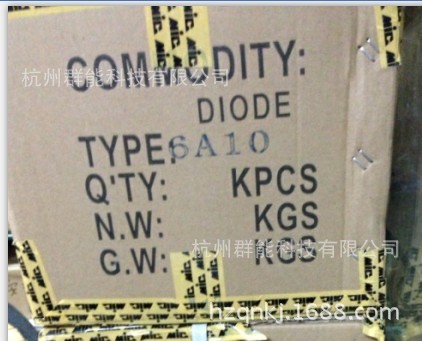 COMMODITY:
杭州群能科技有限公司
DIODE
TYPE: 6A10
Q'TY: KPCS
N.W: KGS
杭州群能科技有限公司
G.W: KGS
hzqnkj.1688.com